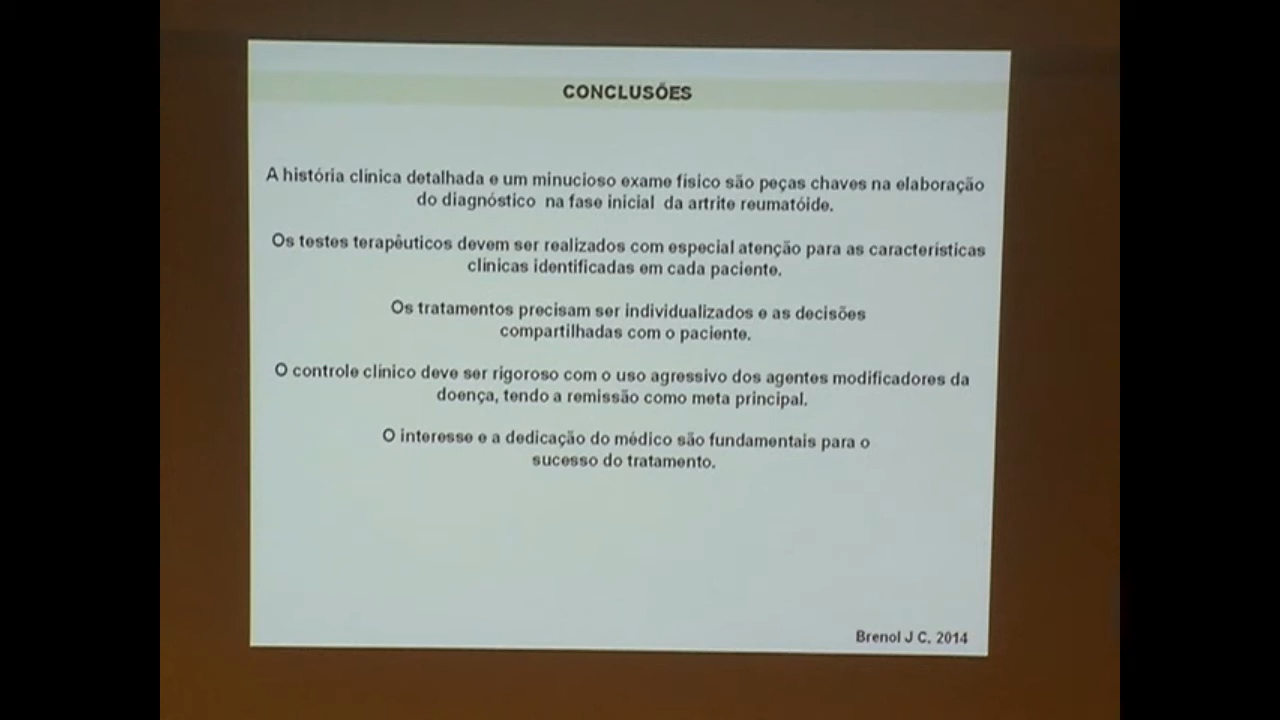 CONCLUSÕES
A história clínica detalhada e um minucioso exame físico são peças chaves na elaboração
do diagnóstico na fase inicial da artrite reumatóide.
Os testes terapêuticos devem ser realizados com especial atenção para as características
clínicas identificadas em cada paciente.
Os tratamentos precisam ser individualizados e as decisões
compartilhadas com o paciente.
O controle clínico deve ser rigoroso com o uso agressivo dos agentes modificadores da
doença, tendo a remissão como meta principal.
O interesse e a dedicação do médico são fundamentais para o
sucesso do tratamento.
Brenol J C, 2014